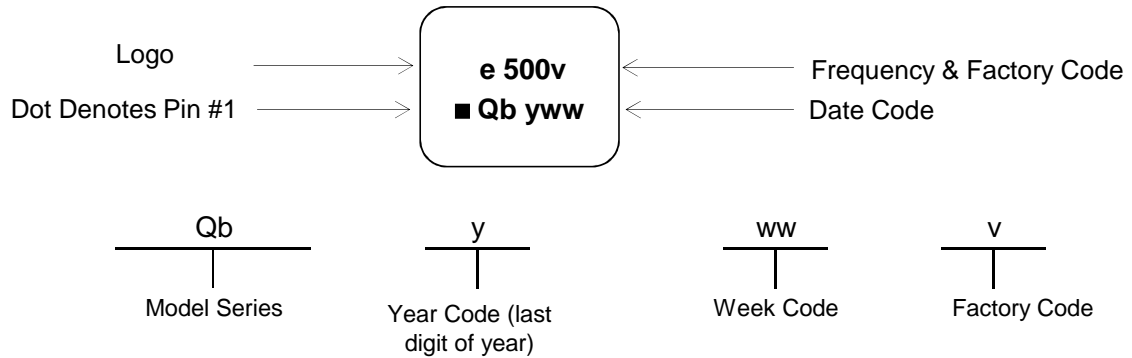 Logo
e 500v
Frequency & Factory Code
Dot Denotes Pin #1
■ Qb yww
Date Code
Qb
y
ww
v
Model Series
Year Code (last
digit of year)
Week Code
Factory Code